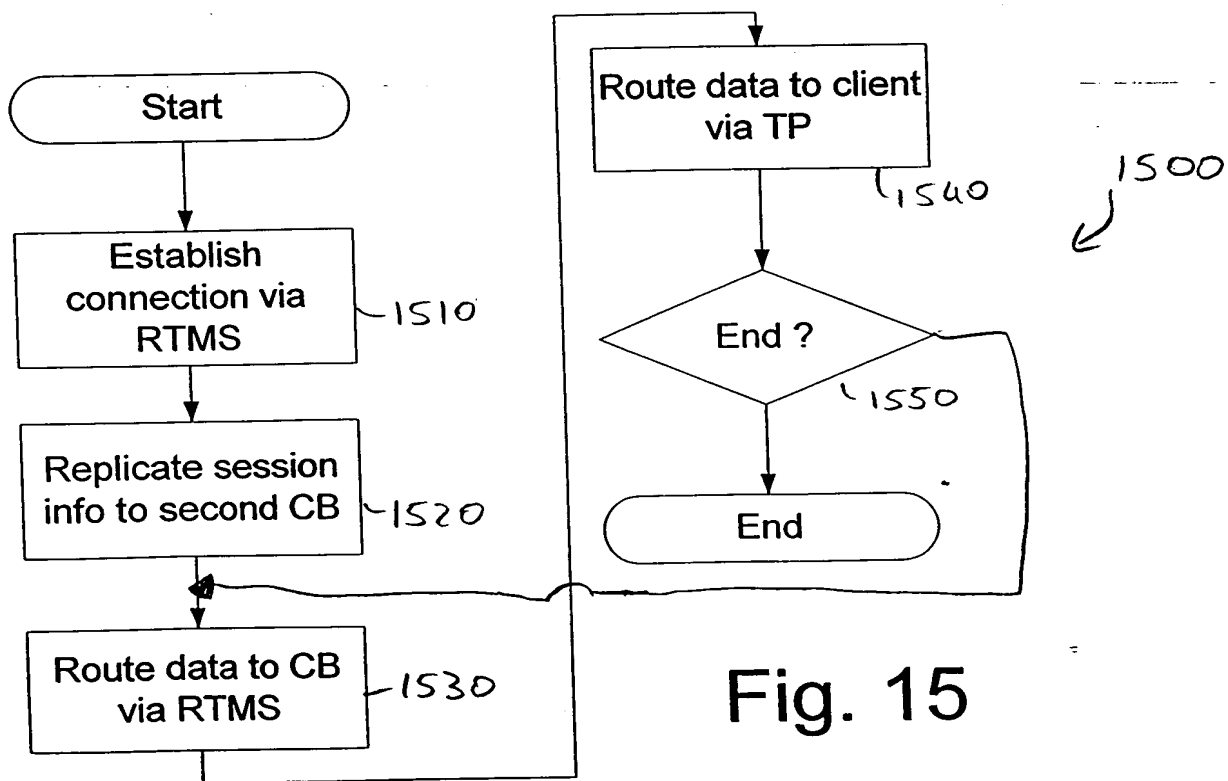 Start
Establish
connection via
RTMS
1510
Replicate session
info to second CB
1520
Route data to CB
via RTMS
1530
Route data to client
via TP
1540
End ?
1550
End
1500
Fig. 15